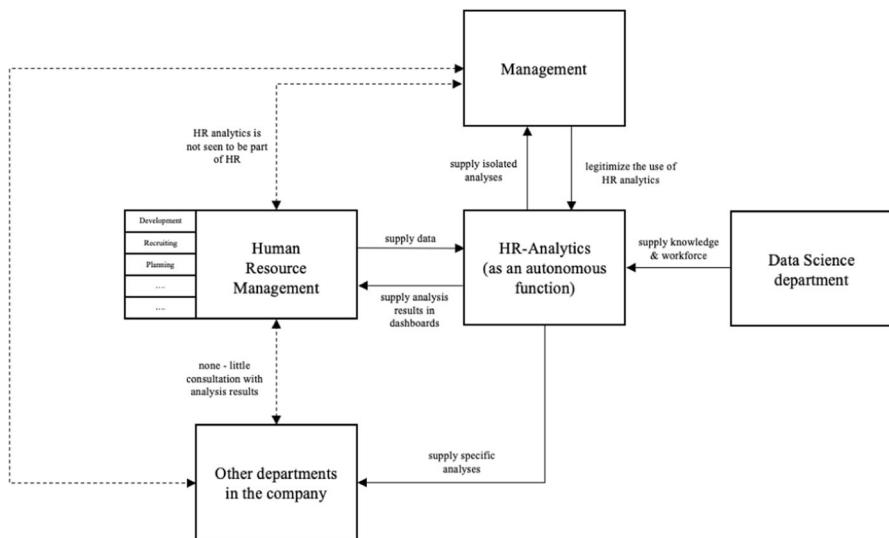 Management
HR analytics is
not seen to be part
of HR
supply isolated
analyses
legitimize the use of
HR analytics
Development
Recruiting
Planning
....
....
Human
Resource
Management
supply data
supply analysis
results in
dashboards
HR-Analytics
(as an autonomous
function)
supply knowledge
& workforce
Data Science
department
none - little
consultation with
analysis results
Other departments
in the company
supply specific
analyses